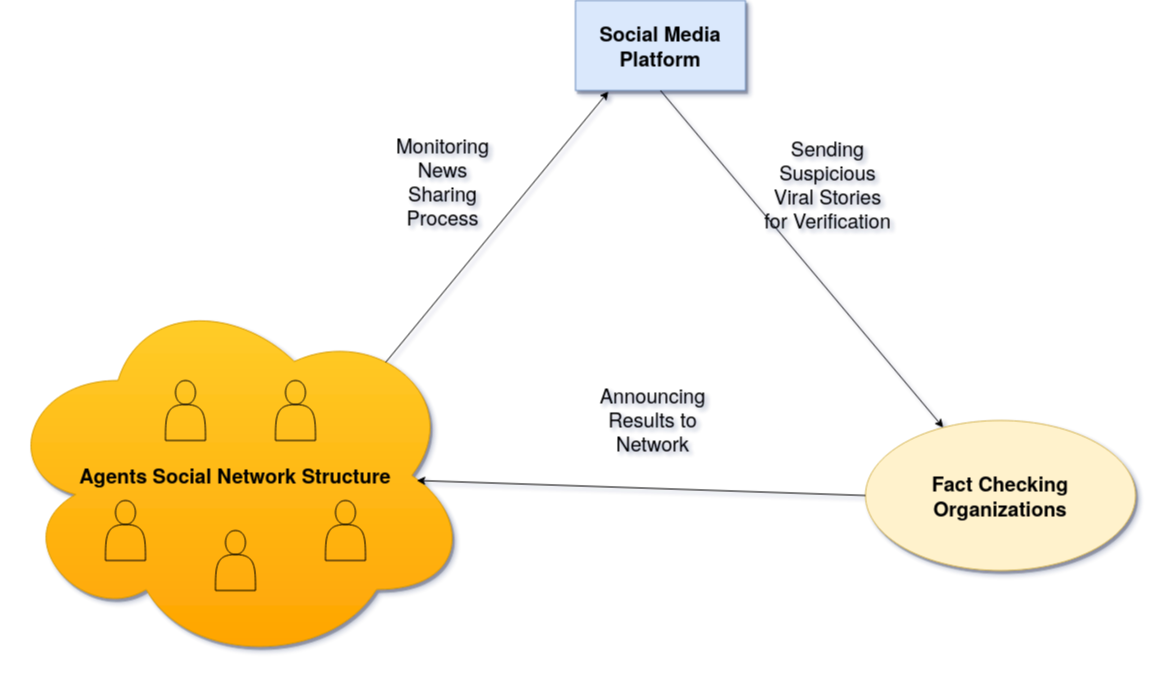 Social Media
Platform
Monitoring
News
Sharing
Process
Sending
Suspicious
Viral Stories
for Verification
Announcing
Results to
Network
Agents Social Network Structure
Fact Checking
Organizations